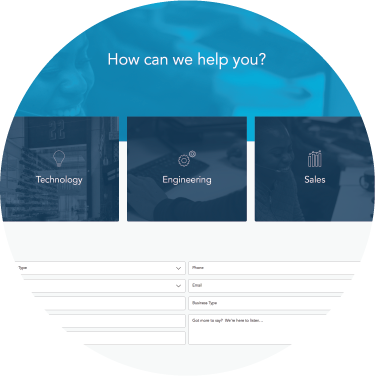 How can we help you?
Technology
Engineering
Sales
Type
Phone
Email
Business Type
Got more to say? We're here to listen...